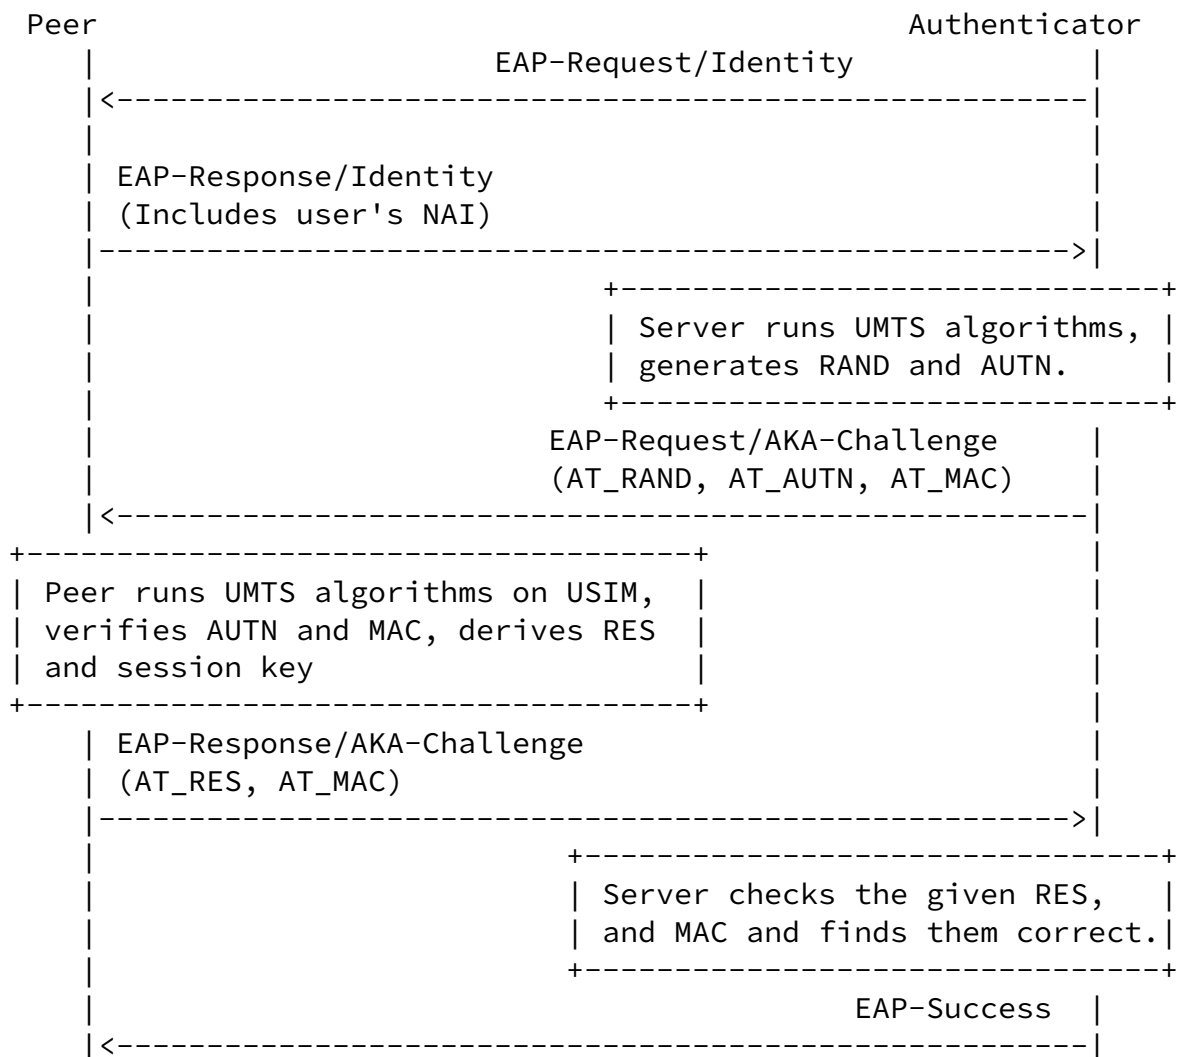 Peer Authenticator
EAP-Request/Identity
EAP-Response/Identity
(Includes user's NAI)
Server runs UMTS algorithms,
generates RAND and AUTN.
EAP-Request/AKA-Challenge
(AT_RAND, AT_AUTN, AT_MAC)
Peer runs UMTS algorithms on USIM,
verifies AUTN and MAC, derives RES
and session key
EAP-Response/AKA-Challenge
(AT_RES, AT_MAC)
Server checks the given RES,
and MAC and finds them correct.
EAP-Success